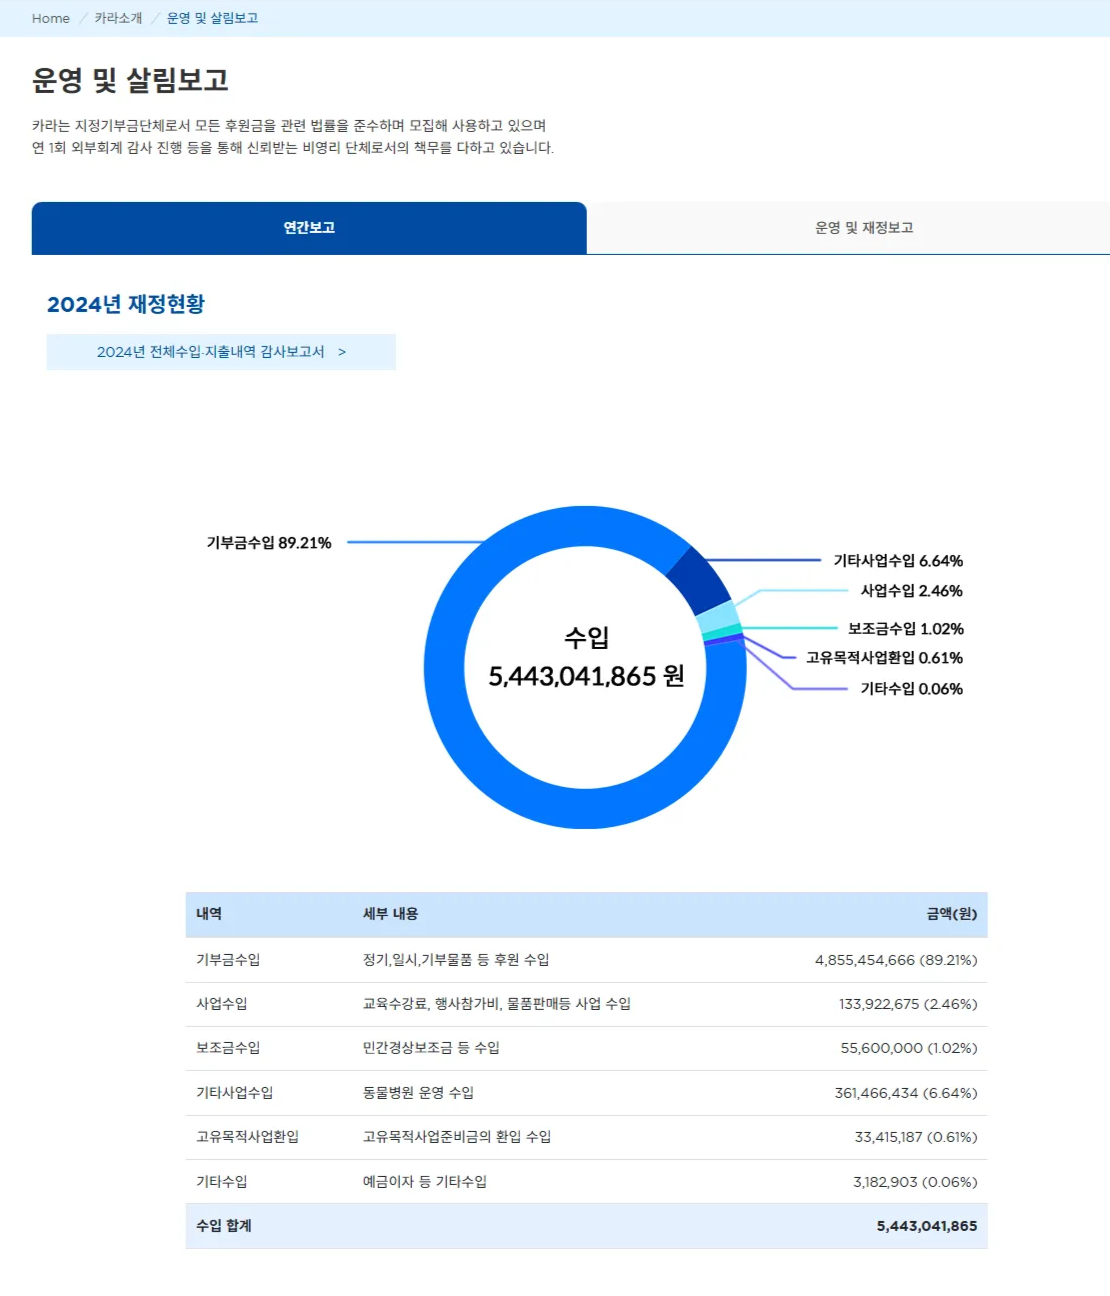 Home / 카라소개 / 운영 및 살림보고
운영 및 살림보고
카라는 지정기부금단체로서 모든 후원금을 관련 법률을 준수하며 모집해 사용하고 있으며
연 1회 외부회계 감사 진행 등을 통해 신뢰받는 비영리 단체로서의 책무를 다하고 있습니다.
연간보고 운영 및 재정보고
2024년 재정현황
2024년 전체수입·지출내역 감사보고서 >
기부금수입 89.21%
기타사업수입 6.64%
사업수입 2.46%
보조금수입 1.02%
고유목적사업환입 0.61%
기타수입 0.06%
수입
5,443,041,865 원
내역 세부 내용 금액(원)
기부금수입 정기,일시,기부물품 등 후원 수입 4,855,454,666 (89.21%)
사업수입 교육수강료, 행사참가비, 물품판매등 사업 수입 133,922,675 (2.46%)
보조금수입 민간경상보조금 등 수입 55,600,000 (1.02%)
기타사업수입 동물병원 운영 수입 361,466,434 (6.64%)
고유목적사업환입 고유목적사업준비금의 환입 수입 33,415,187 (0.61%)
기타수입 예금이자 등 기타수입 3,182,903 (0.06%)
수입 합계 5,443,041,865